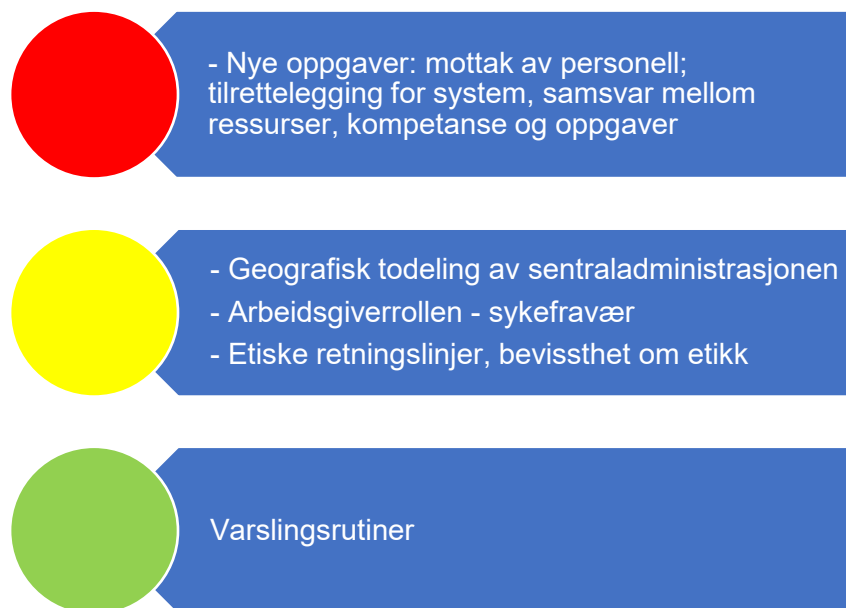 - Nye oppgaver: mottak av personell;
tilrettelegging for system, samsvar mellom
ressurser, kompetanse og oppgaver
- Geografisk todeling av sentraladministrasjonen
- Arbeidsgiverrollen - sykefravær
- Etiske retningslinjer, bevissthet om etikk
Varslingsrutiner